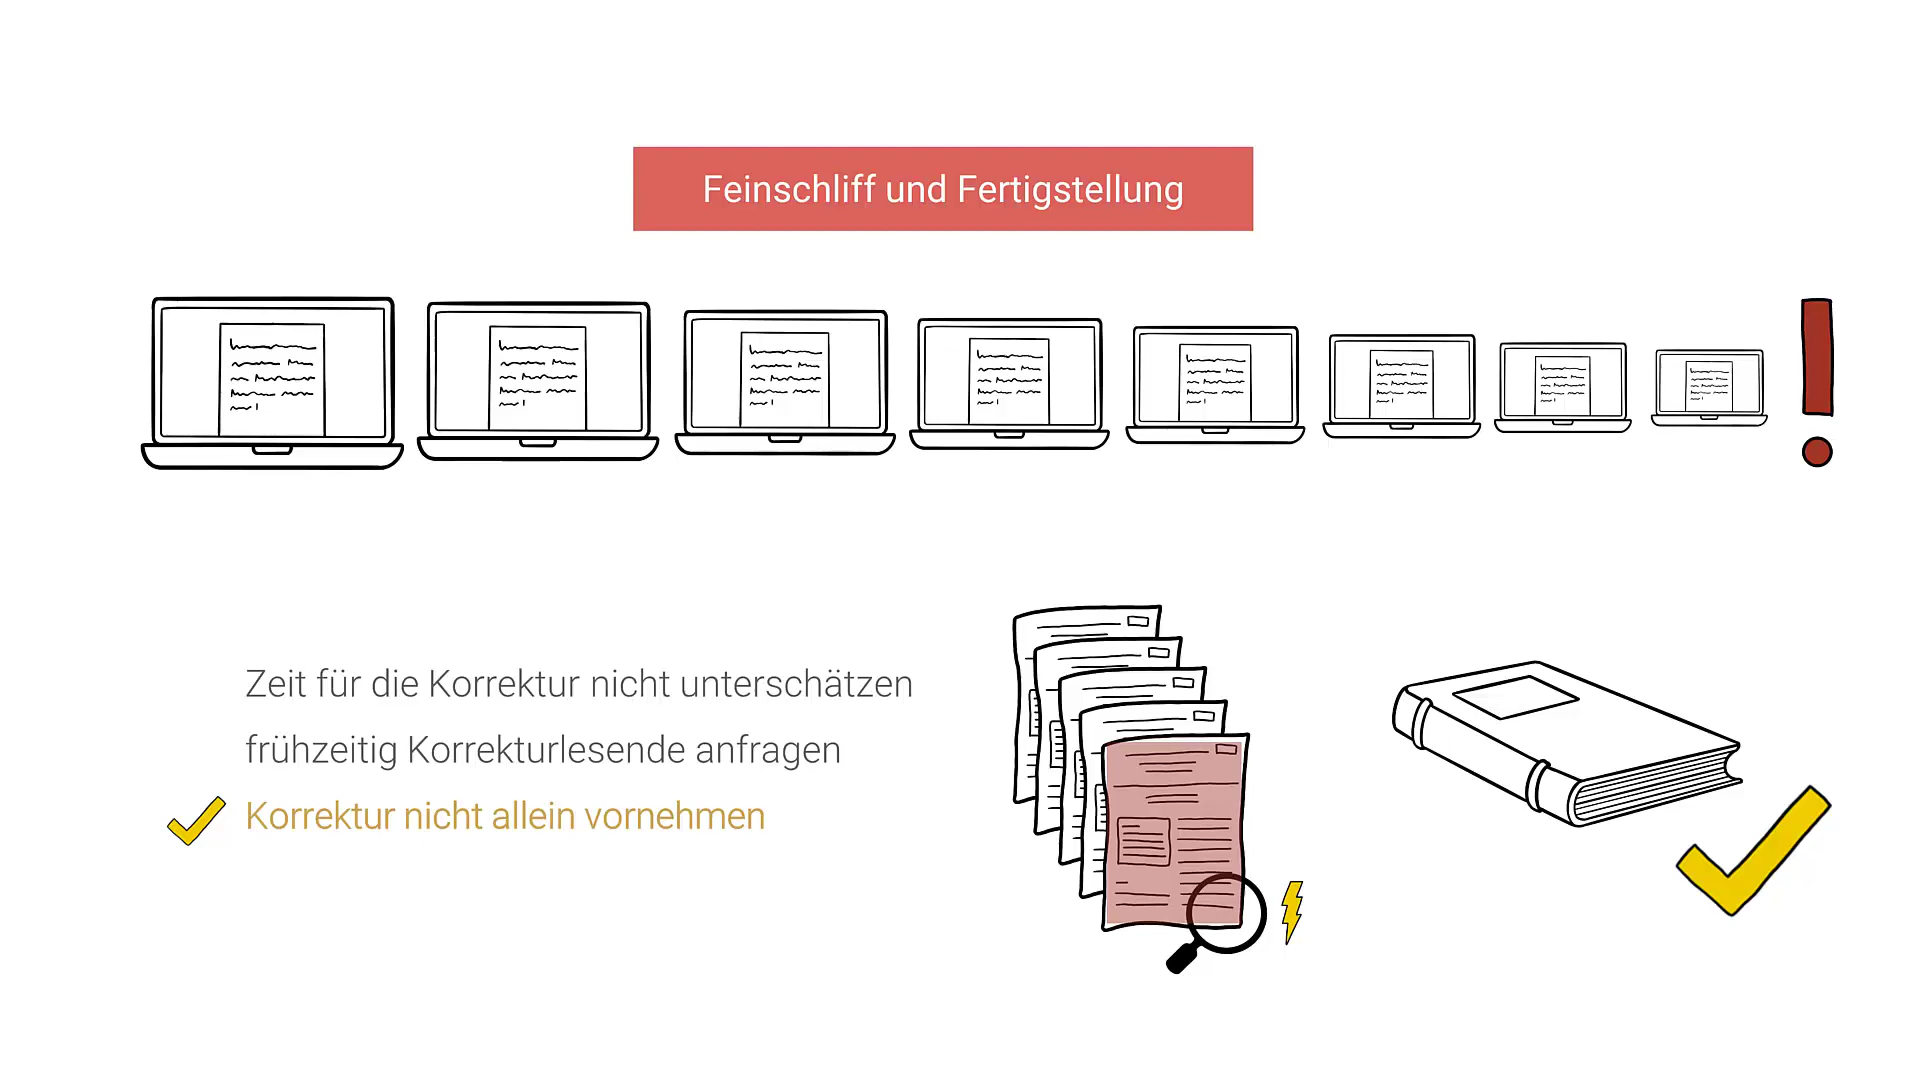 Feinschliff und Fertigstellung
Zeit für die Korrektur nicht unterschätzen
frühzeitig Korrekturlesende anfragen
Korrektur nicht allein vornehmen